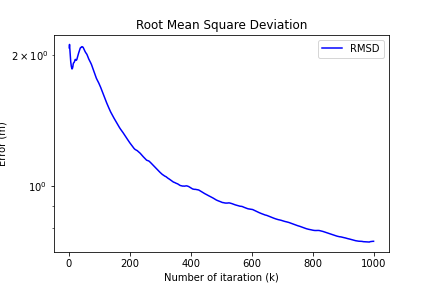 Root Mean Square Deviation
RMSD
2 × 10⁰
10⁰
Error (m)
0 200 400 600 800 1000
Number of itaration (k)